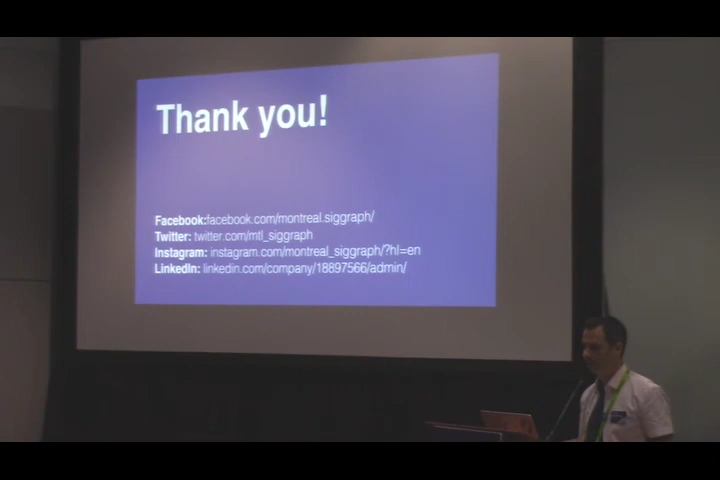 Thank you!
Facebook:facebook.com/montreal.siggraph/
Twitter: twitter.com/mtl_siggraph
Instagram: instagram.com/montreal_siggraph/?hl=en
LinkedIn: linkedin.com/company/18897566/admin/